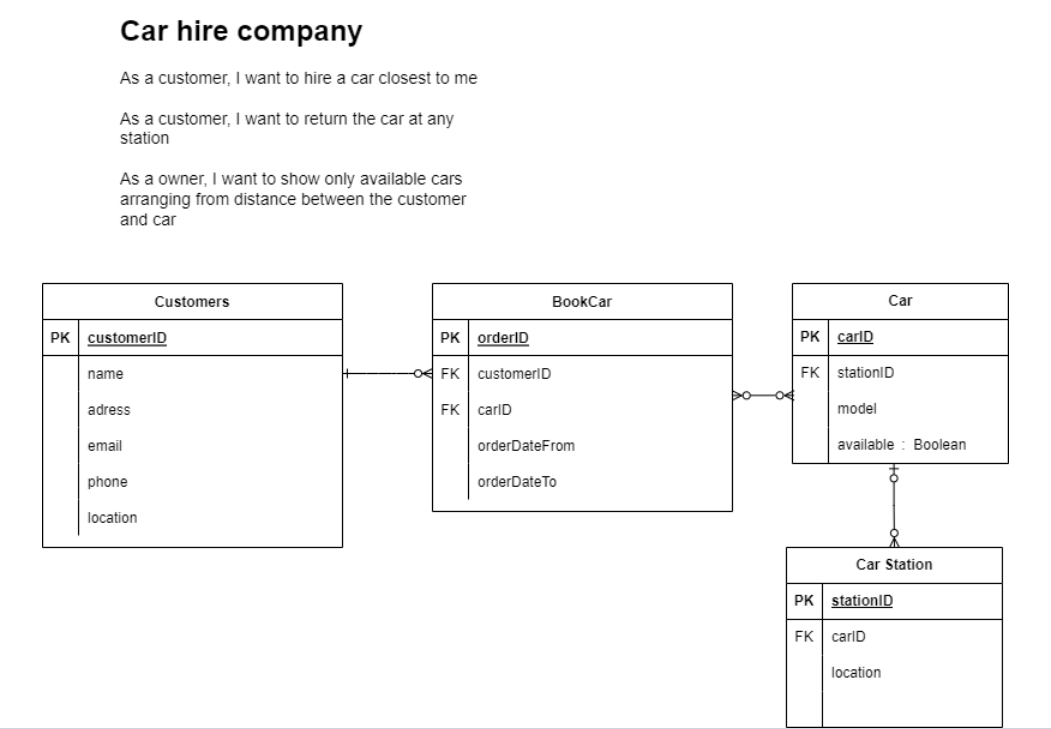 Car hire company
As a customer, I want to hire a car closest to me
As a customer, I want to return the car at any
station
As a owner, I want to show only available cars
arranging from distance between the customer
and car
Customers
PK customerID
name
adress
email
phone
location
BookCar
PK orderID
FK customerID
FK carID
orderDateFrom
orderDateTo
Car
PK carID
FK stationID
model
available : Boolean
Car Station
PK stationID
FK carID
location